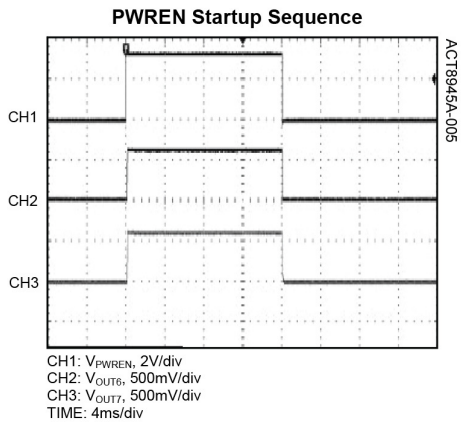 PWREN Startup Sequence
ACT8945A-005
CH1
CH2
CH3
CH1: VPWREN, 2V/div
CH2: VOUT6, 500mV/div
CH3: VOUT7, 500mV/div
TIME: 4ms/div